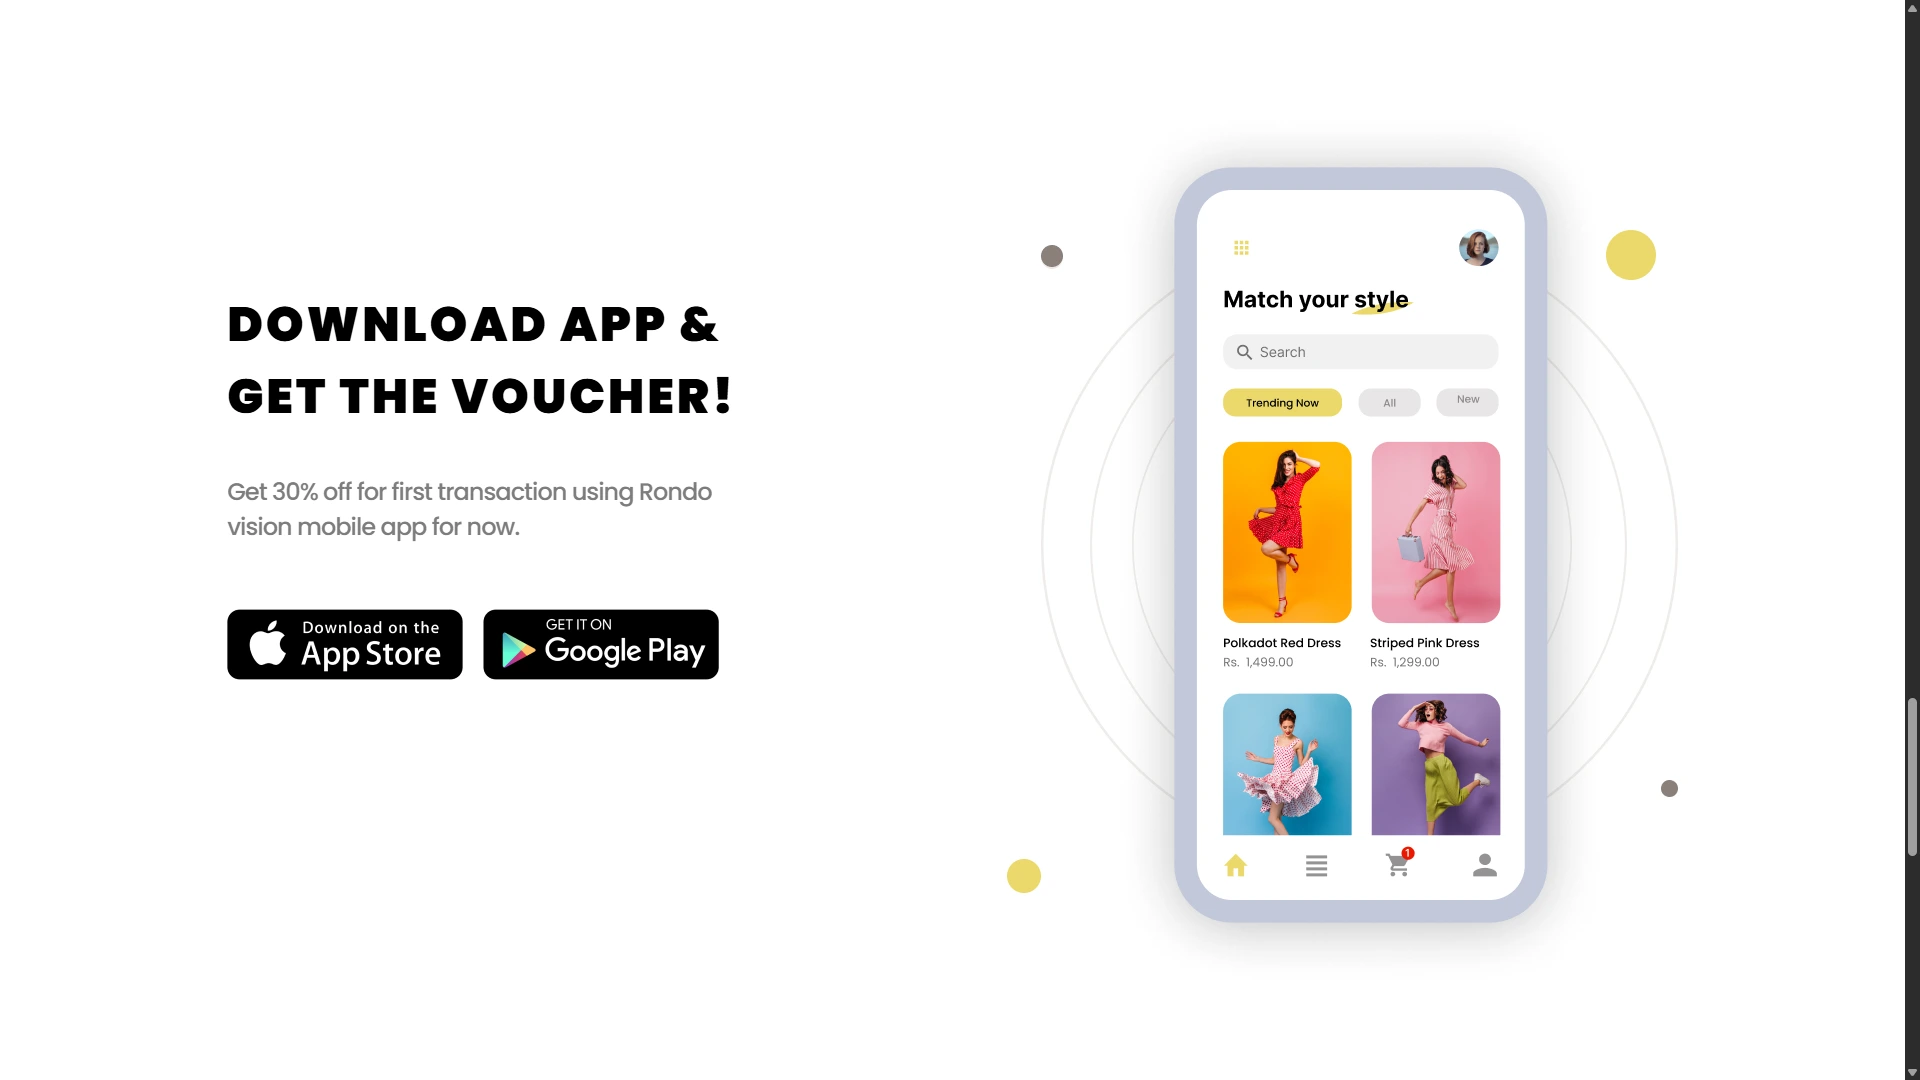 DOWNLOAD APP &
GET THE VOUCHER!
Get 30% off for first transaction using Rondo
vision mobile app for now.
Download on the
App Store
GET IT ON
Google Play
Match your style
Search
Trending Now
All
New
Polkadot Red Dress
Rs. 1,499.00
Striped Pink Dress
Rs. 1,299.00
1